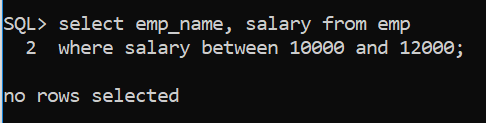 SQL> select emp_name, salary from emp
2 where salary between 10000 and 12000;
no rows selected